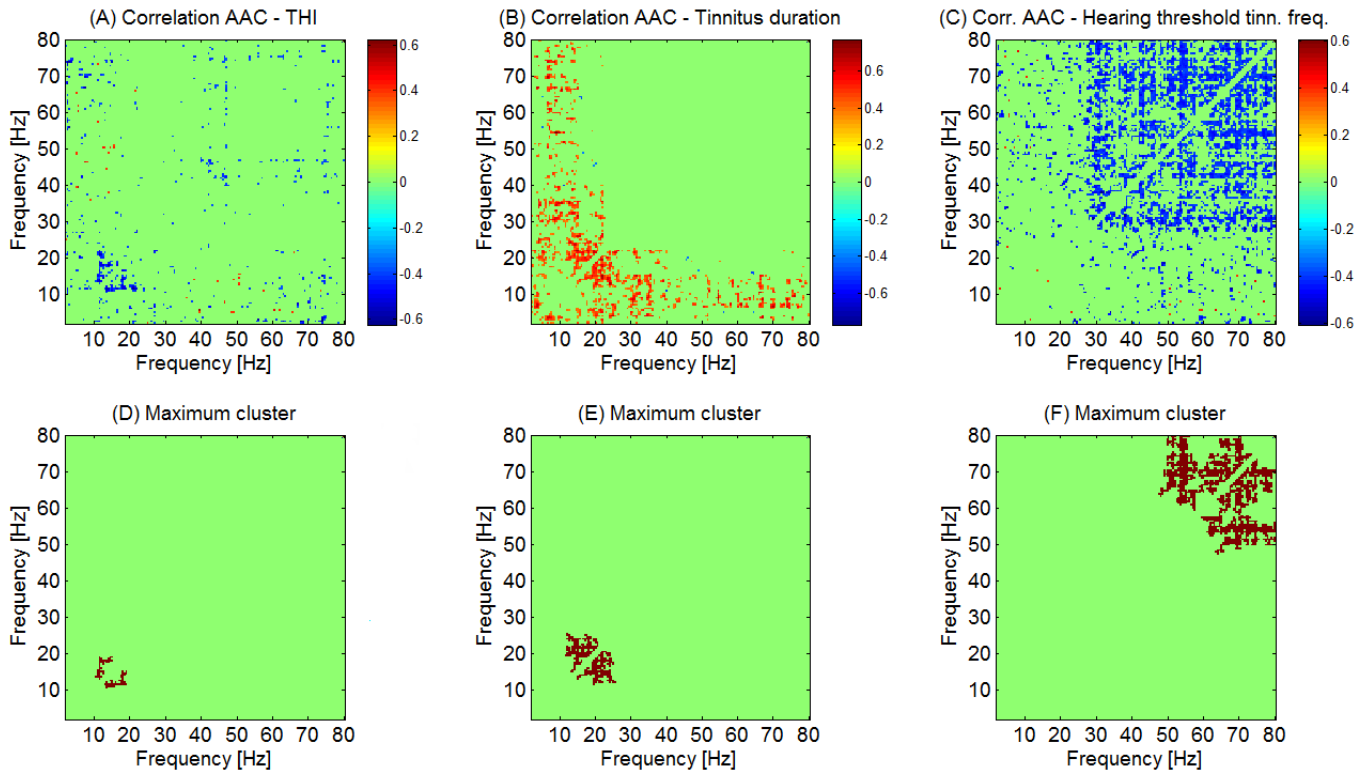 (A) Correlation AAC - THI
(B) Correlation AAC - Tinnitus duration
(C) Corr. AAC - Hearing threshold tinn. freq.
Frequency [Hz]
80
70
60
50
40
30
20
10
10 20 30 40 50 60 70 80
Frequency [Hz]
0.6
0.4
0.2
0
-0.2
-0.4
-0.6
Frequency [Hz]
80
70
60
50
40
30
20
10
10 20 30 40 50 60 70 80
Frequency [Hz]
0.6
0.4
0.2
0
-0.2
-0.4
-0.6
Frequency [Hz]
80
70
60
50
40
30
20
10
10 20 30 40 50 60 70 80
Frequency [Hz]
0.6
0.4
0.2
0
-0.2
-0.4
-0.6
(D) Maximum cluster
(E) Maximum cluster
(F) Maximum cluster
Frequency [Hz]
80
70
60
50
40
30
20
10
10 20 30 40 50 60 70 80
Frequency [Hz]
Frequency [Hz]
80
70
60
50
40
30
20
10
10 20 30 40 50 60 70 80
Frequency [Hz]
Frequency [Hz]
80
70
60
50
40
30
20
10
10 20 30 40 50 60 70 80
Frequency [Hz]